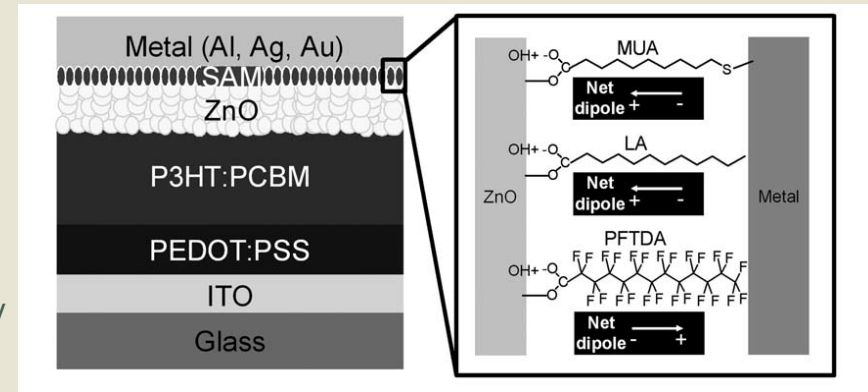 Metal (Al, Ag, Au)
SAM
ZnO
P3HT:PCBM
PEDOT:PSS
ITO
Glass
MUA
OH+ -O
C
O
S
Net
dipole + ← -
LA
OH+ -O
C
O
Net
dipole + ← -
ZnO
Metal
PFTDA
F F F F F F F F F F F F F
OH+ -O
C
O
F F F F F F F F F F F F F F
Net →
dipole - +